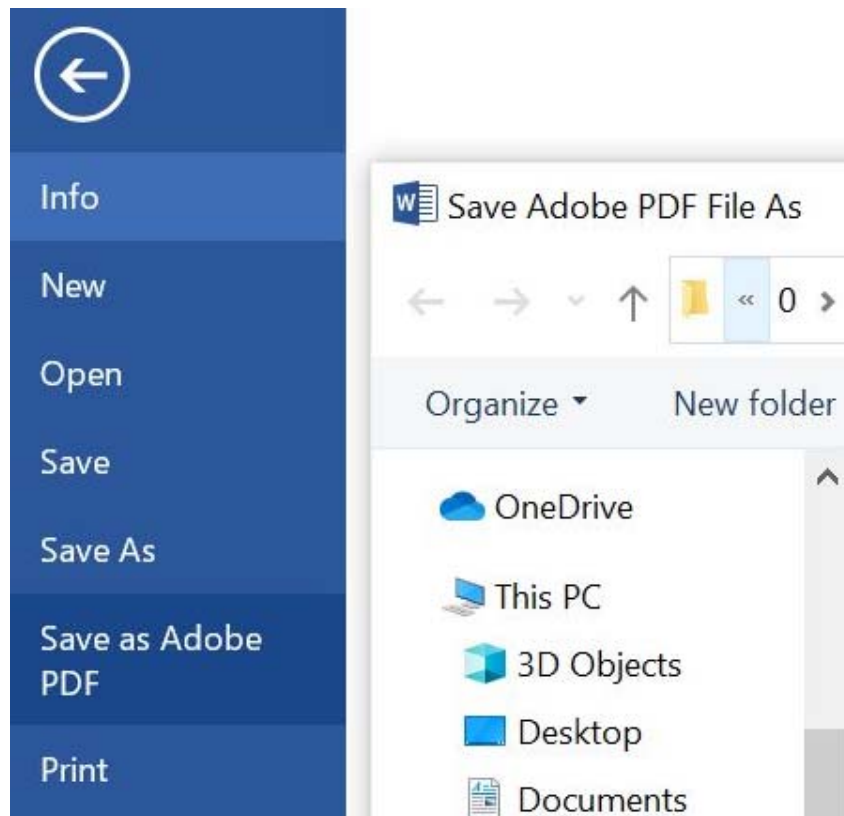 Info
New
Open
Save
Save As
Save as Adobe
PDF
Print
W Save Adobe PDF File As
« 0 >
Organize New folder
OneDrive
This PC
3D Objects
Desktop
Documents